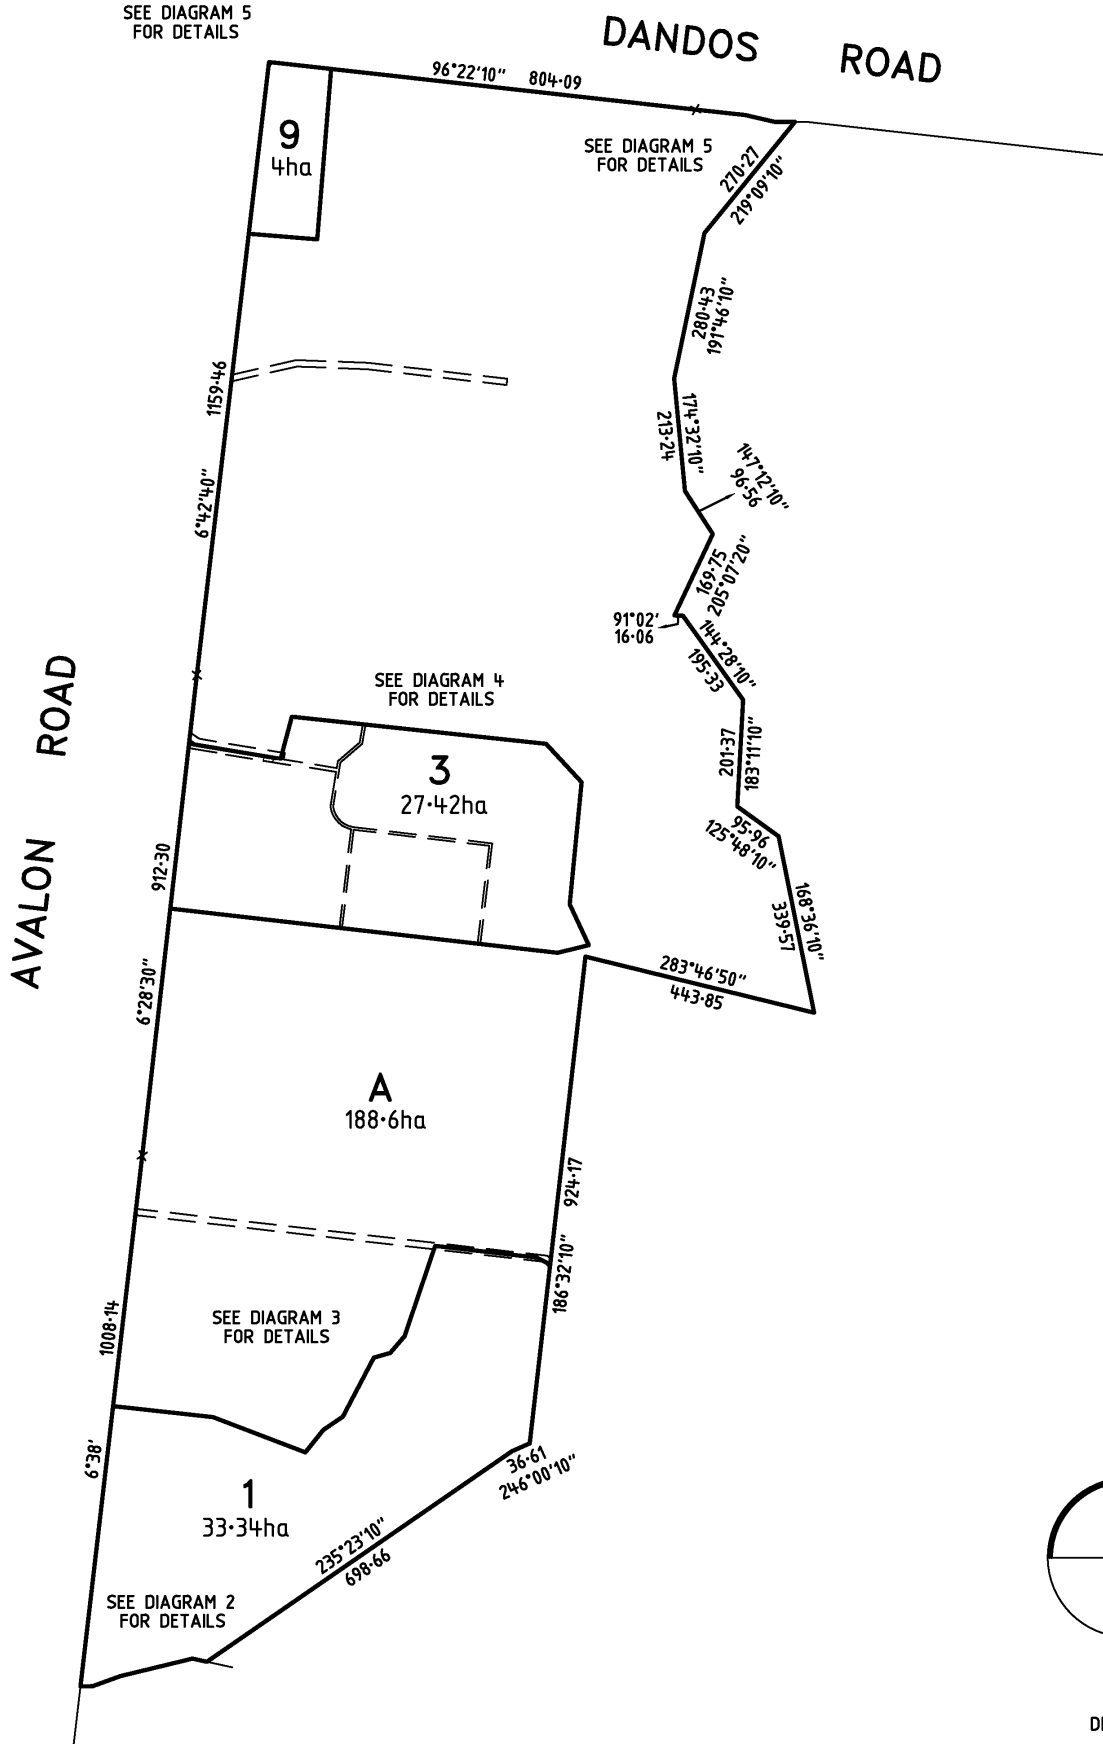 SEE DIAGRAM 5
FOR DETAILS
DANDOS ROAD
96°22'10" 804·09
9
4ha
SEE DIAGRAM 5
FOR DETAILS
270·27
219°09'10"
280·43
191°46'10"
1159·46
6°42'40"
174°32'10"
213·24
147°12'10"
96·56
169·75
205°07'20"
91°02'
16·06
144°28'10"
195·33
AVALON ROAD
SEE DIAGRAM 4
FOR DETAILS
3
27·42ha
201·37
183°11'10"
95·96
125°48'10"
912·30
6°28'30"
168°36'10"
339·57
283°46'50"
443·85
A
188·6ha
924·17
186°32'10"
1008·14
6°38'
SEE DIAGRAM 3
FOR DETAILS
36·61
246°00'10"
1
33·34ha
235°23'10"
698·66
SEE DIAGRAM 2
FOR DETAILS